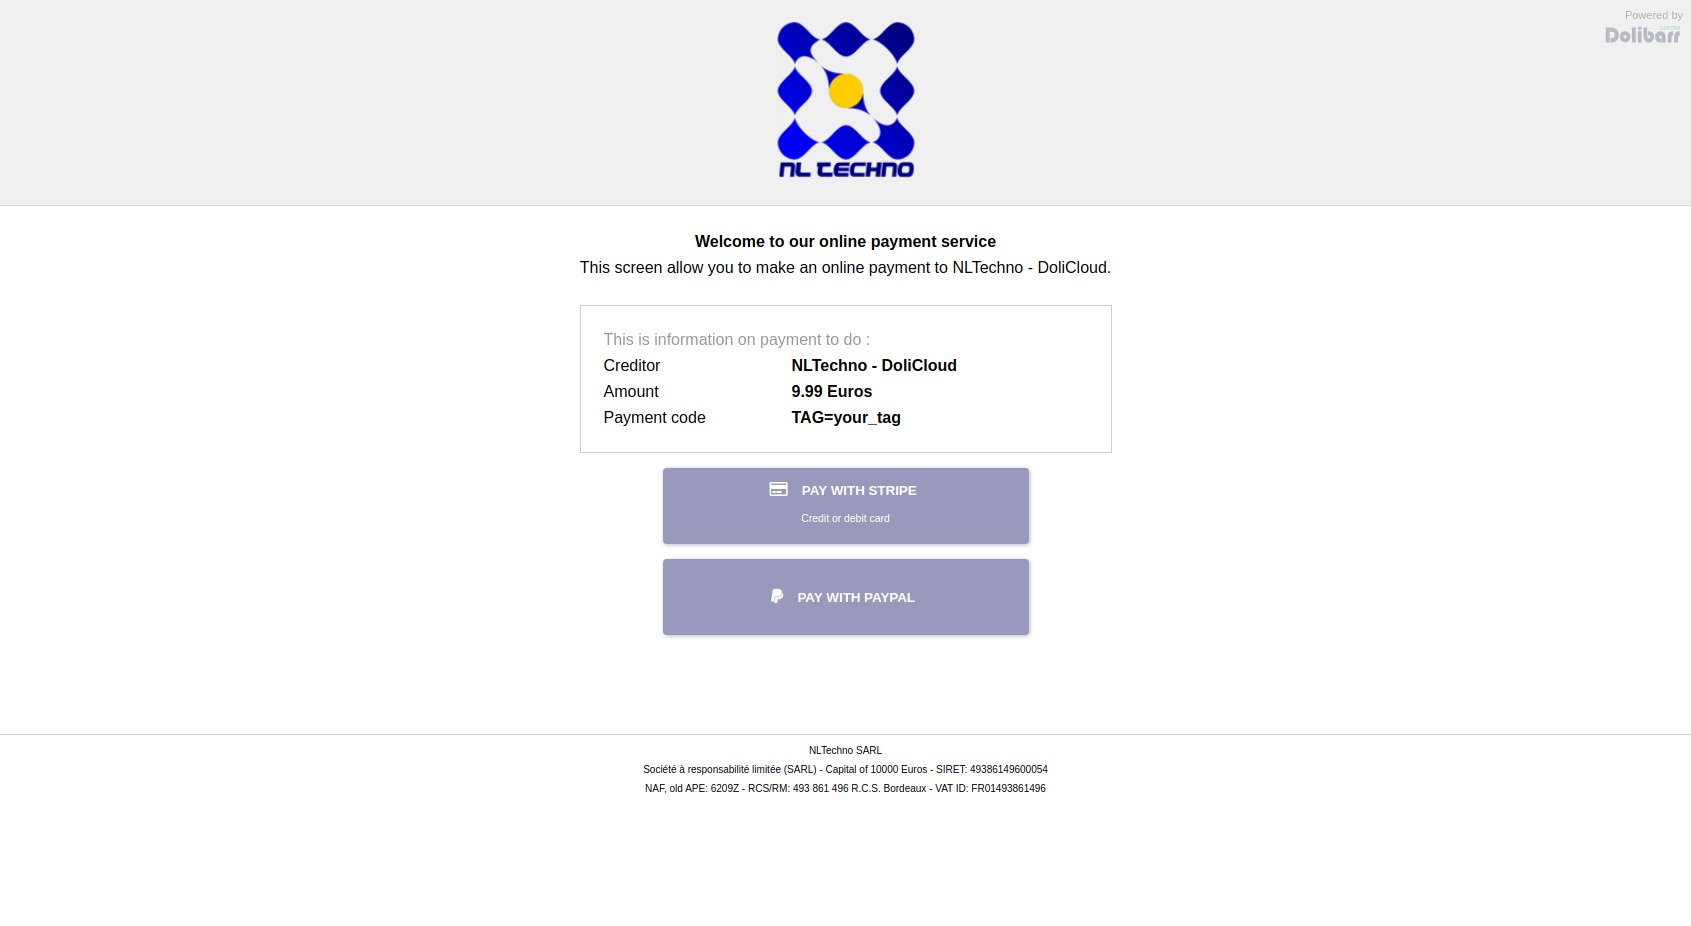 Powered by
Dolibarr
NL TECHNO
Welcome to our online payment service
This screen allow you to make an online payment to NLTechno - DoliCloud.
This is information on payment to do :
Creditor NLTechno - DoliCloud
Amount 9.99 Euros
Payment code TAG=your_tag
PAY WITH STRIPE
Credit or debit card
PAY WITH PAYPAL
NLTechno SARL
Société à responsabilité limitée (SARL) - Capital of 10000 Euros - SIRET: 49386149600054
NAF, old APE: 6209Z - RCS/RM: 493 861 496 R.C.S. Bordeaux - VAT ID: FR01493861496